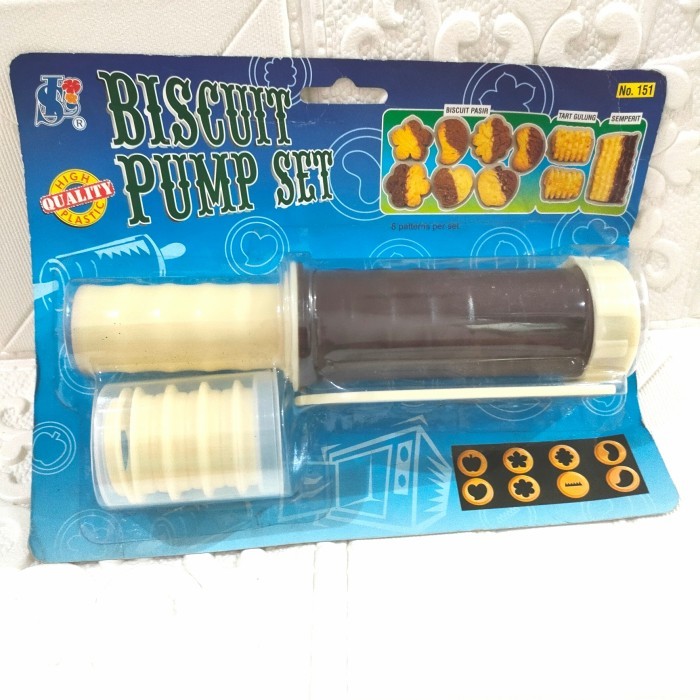 BISCUIT
PUMP SET
®
HIGH
QUALITY
PLASTIC
No. 151
BISCUIT PASIR
TART GULUNG
SEMPERIT
8 patterns per set